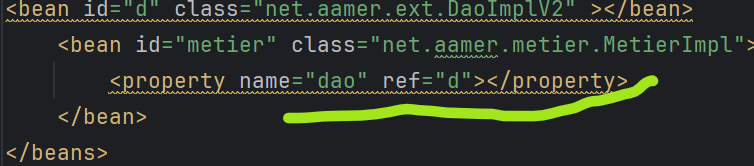 <bean id="d" class="net.aamer.ext.DaoImplV2" ></bean>
<bean id="metier" class="net.aamer.metier.MetierImpl">
<property name="dao" ref="d"></property>
</bean>
</beans>